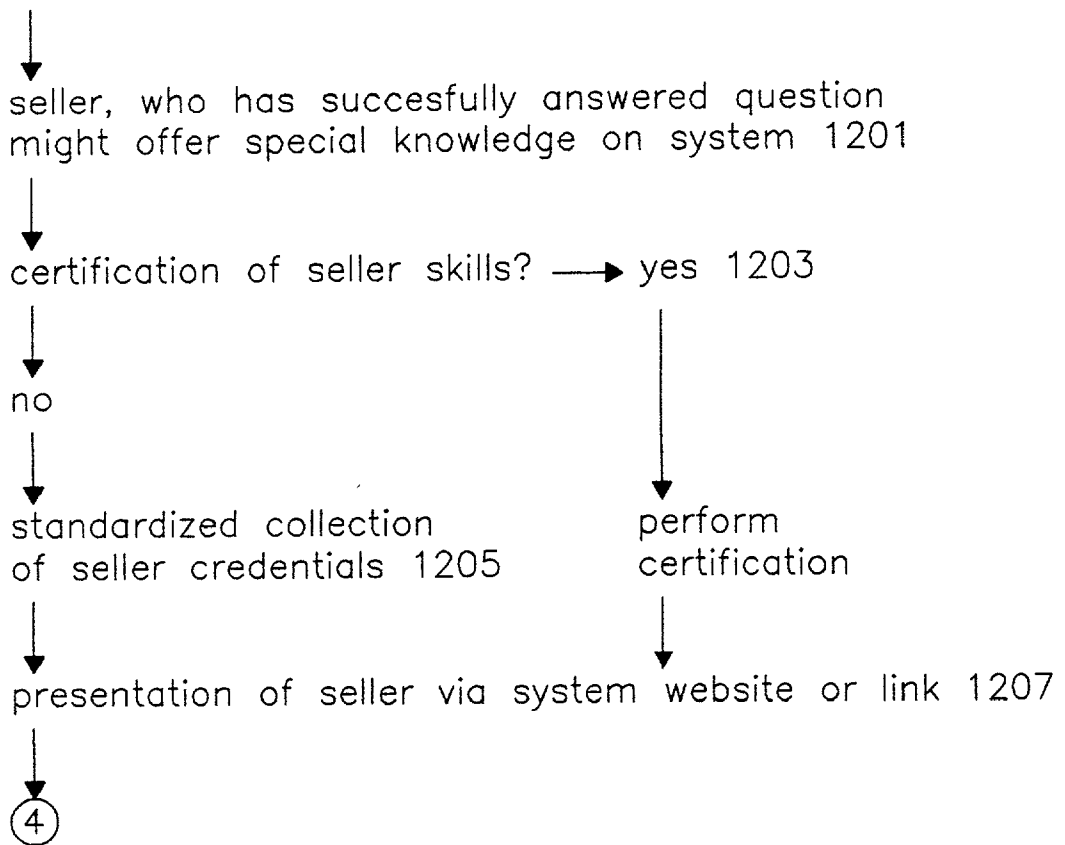 seller, who has succesfully answered question
might offer special knowledge on system 1201
certification of seller skills? yes 1203
no
standardized collection
of seller credentials 1205
perform
certification
presentation of seller via system website or link 1207
4